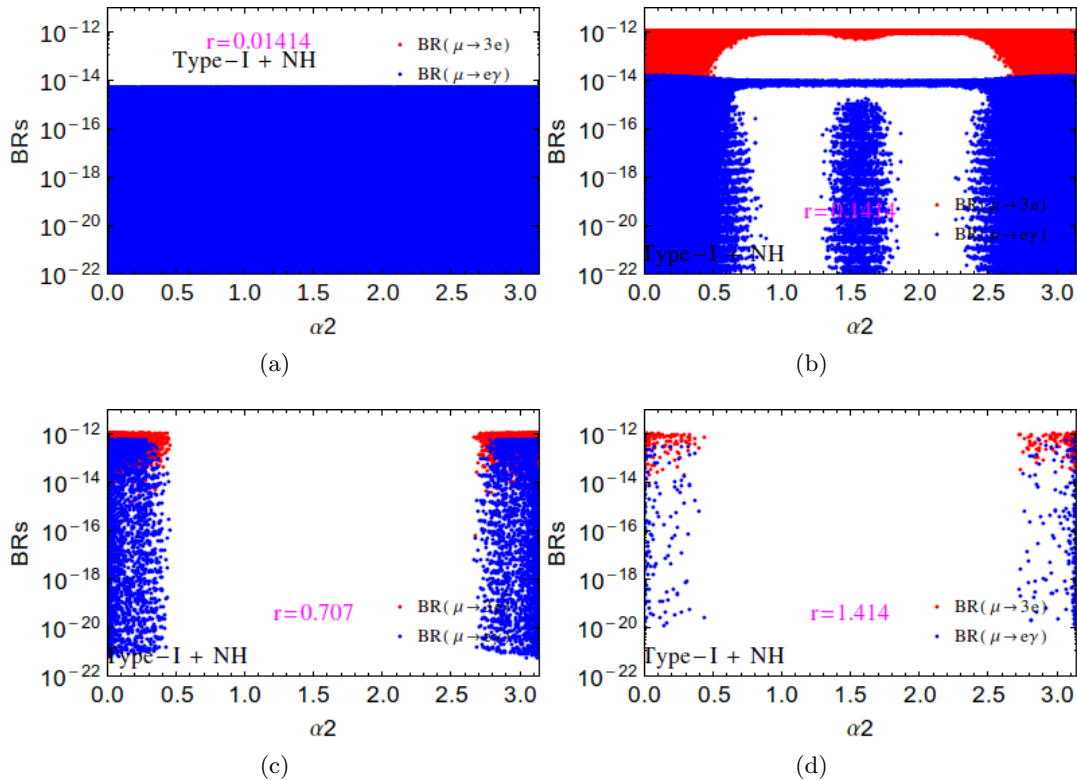 10⁻¹²
10⁻¹⁴
10⁻¹⁶
10⁻¹⁸
10⁻²⁰
10⁻²²
BRs
r=0.01414
Type-I + NH
BR(μ→3e)
BR(μ→eγ)
0.0 0.5 1.0 1.5 2.0 2.5 3.0
α2
(a)
10⁻¹²
10⁻¹⁴
10⁻¹⁶
10⁻¹⁸
10⁻²⁰
10⁻²²
BRs
r=0.1414
BR(μ→3e)
BR(μ→eγ)
Type-I + NH
0.0 0.5 1.0 1.5 2.0 2.5 3.0
α2
(b)
10⁻¹²
10⁻¹⁴
10⁻¹⁶
10⁻¹⁸
10⁻²⁰
10⁻²²
BRs
r=0.707
BR(μ→3e)
BR(μ→eγ)
Type-I + NH
0.0 0.5 1.0 1.5 2.0 2.5 3.0
α2
(c)
10⁻¹²
10⁻¹⁴
10⁻¹⁶
10⁻¹⁸
10⁻²⁰
10⁻²²
BRs
r=1.414
BR(μ→3e)
BR(μ→eγ)
Type-I + NH
0.0 0.5 1.0 1.5 2.0 2.5 3.0
α2
(d)